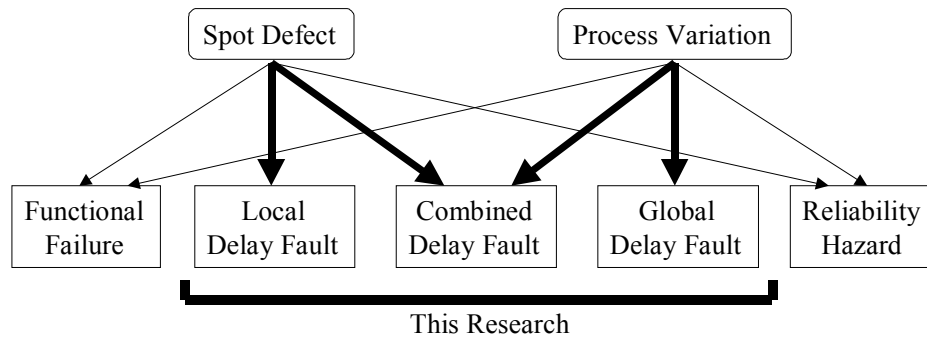 Spot Defect
Process Variation
Functional
Failure
Local
Delay Fault
Combined
Delay Fault
Global
Delay Fault
Reliability
Hazard
This Research